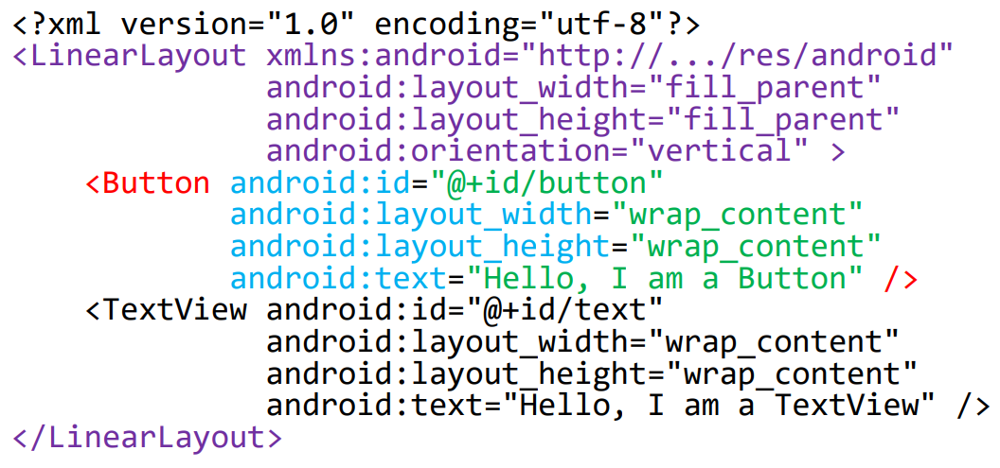 <?xml version="1.0" encoding="utf-8"?>
<LinearLayout xmlns:android="http://.../res/android"
              android:layout_width="fill_parent"
              android:layout_height="fill_parent"
              android:orientation="vertical" >
    <Button android:id="@+id/button"
            android:layout_width="wrap_content"
            android:layout_height="wrap_content"
            android:text="Hello, I am a Button" />
    <TextView android:id="@+id/text"
              android:layout_width="wrap_content"
              android:layout_height="wrap_content"
              android:text="Hello, I am a TextView" />
</LinearLayout>